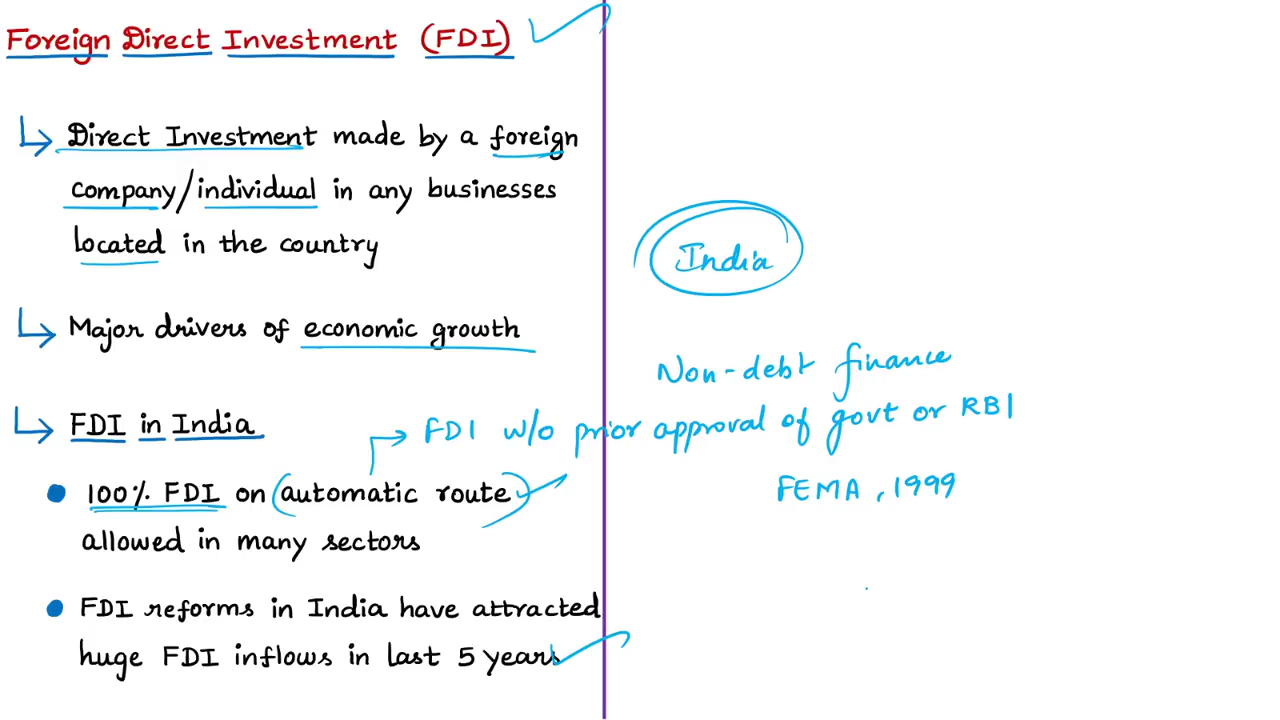 Foreign Direct Investment (FDI)
Direct Investment made by a foreign
company/individual in any businesses
located in the country
Major drivers of economic growth
FDI in India
100% FDI on (automatic route)
allowed in many sectors
FDI reforms in India have attracted
huge FDI inflows in last 5 years
India
Non-debt finance
FDI w/o prior approval of govt or RBI
FEMA, 1999